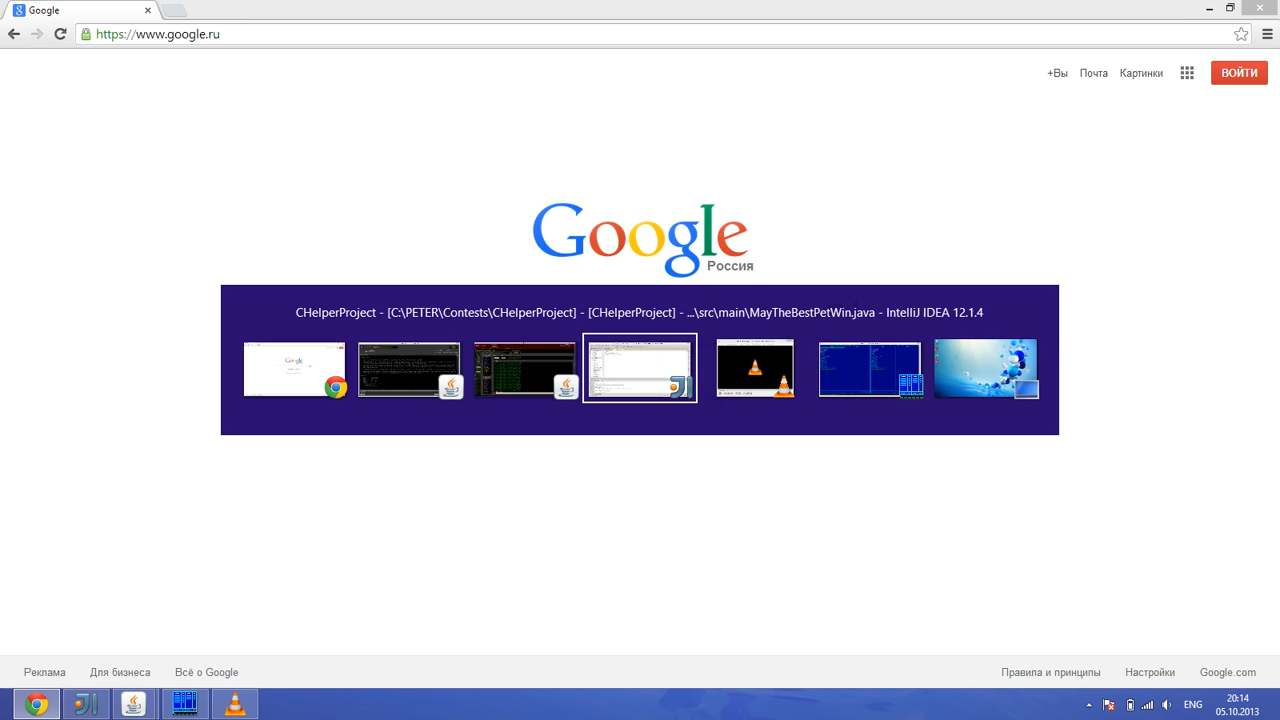 Google
https://www.google.ru
+Вы Почта Картинки ВОЙТИ
Google
Россия
CHelperProject - [C:\PETER\Contests\CHelperProject] - [CHelperProject] - ...\src\main\MayTheBestPetWin.java - IntelliJ IDEA 12.1.4
Реклама Для бизнеса Всё о Google Правила и принципы Настройки Google.com
ENG 20:14
05.10.2013